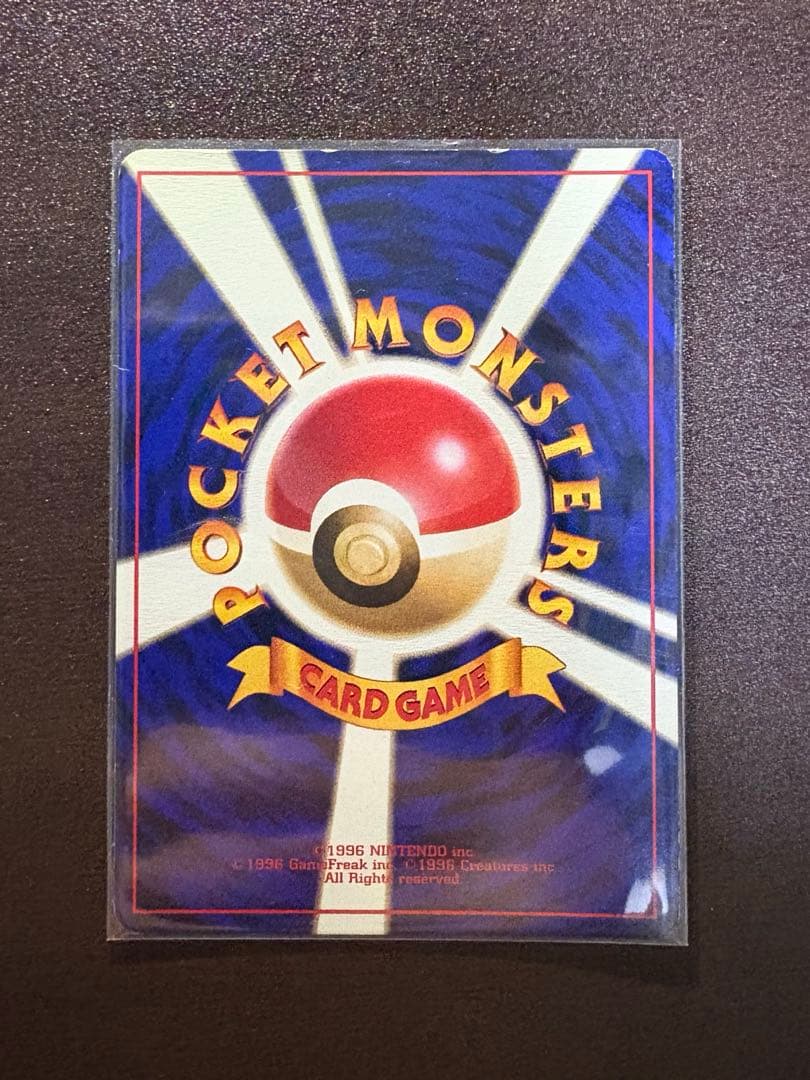 POCKET MONSTERS
CARD GAME
©1996 NINTENDO inc.
©1996 GameFreak inc. ©1996 Creatures inc.
All Rights reserved.